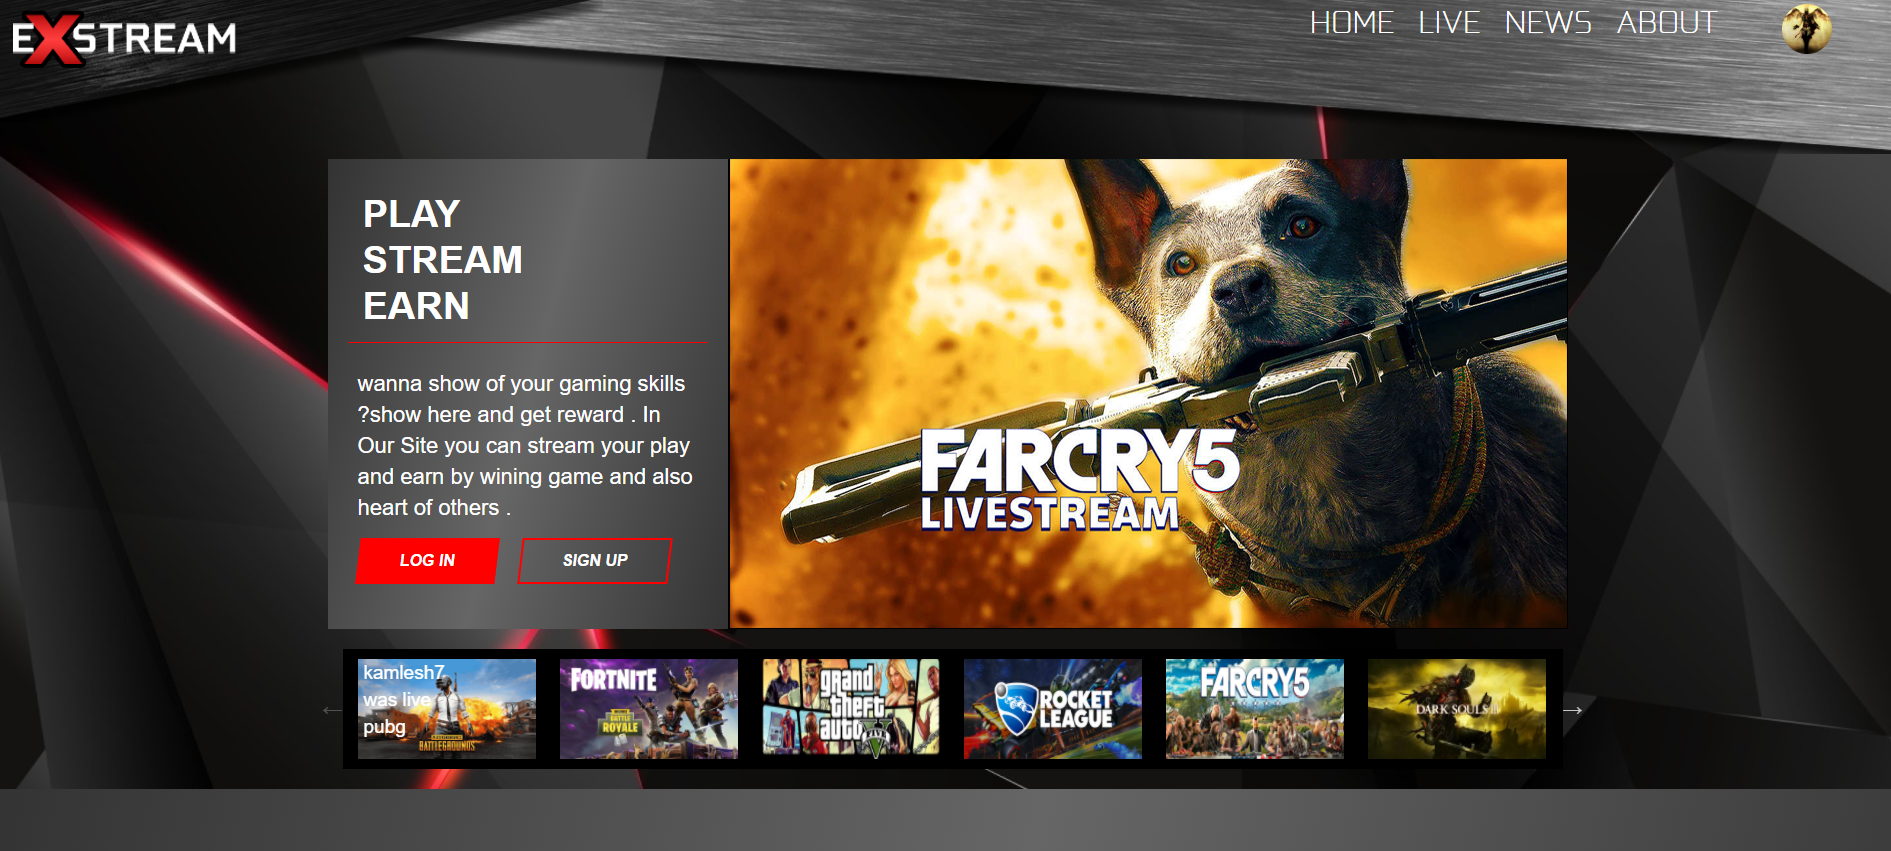 EXSTREAM
HOME LIVE NEWS ABOUT
PLAY
STREAM
EARN
wanna show of your gaming skills
?show here and get reward . In
Our Site you can stream your play
and earn by wining game and also
heart of others .
LOG IN
SIGN UP
FARCRY5
LIVESTREAM
←
kamlesh7
was live
pubg
BATTLEGROUNDS
FORTNITE
BATTLE
ROYALE
grand
theft
auto
V
FIVE
ROCKET
LEAGUE
FARCRY5
DARK SOULS III
→